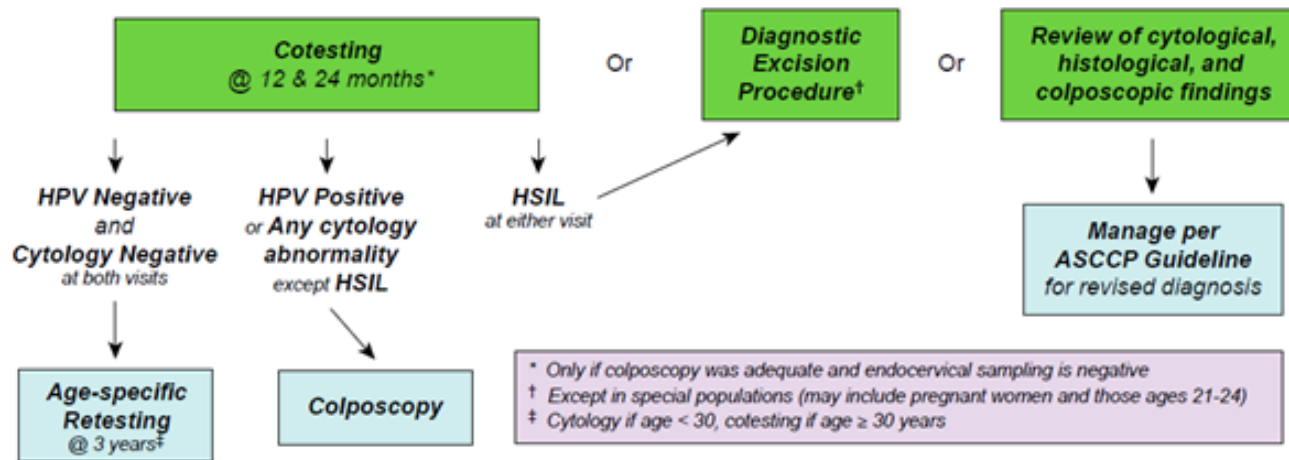 Cotesting
@ 12 & 24 months*
Or
Diagnostic
Excision
Procedure†
Or
Review of cytological,
histological, and
colposcopic findings
HPV Negative
and
Cytology Negative
at both visits
HPV Positive
or Any cytology
abnormality
except HSIL
HSIL
at either visit
Manage per
ASCCP Guideline
for revised diagnosis
Age-specific
Retesting
@ 3 years‡
Colposcopy
* Only if colposcopy was adequate and endocervical sampling is negative
† Except in special populations (may include pregnant women and those ages 21-24)
‡ Cytology if age < 30, cotesting if age ≥ 30 years